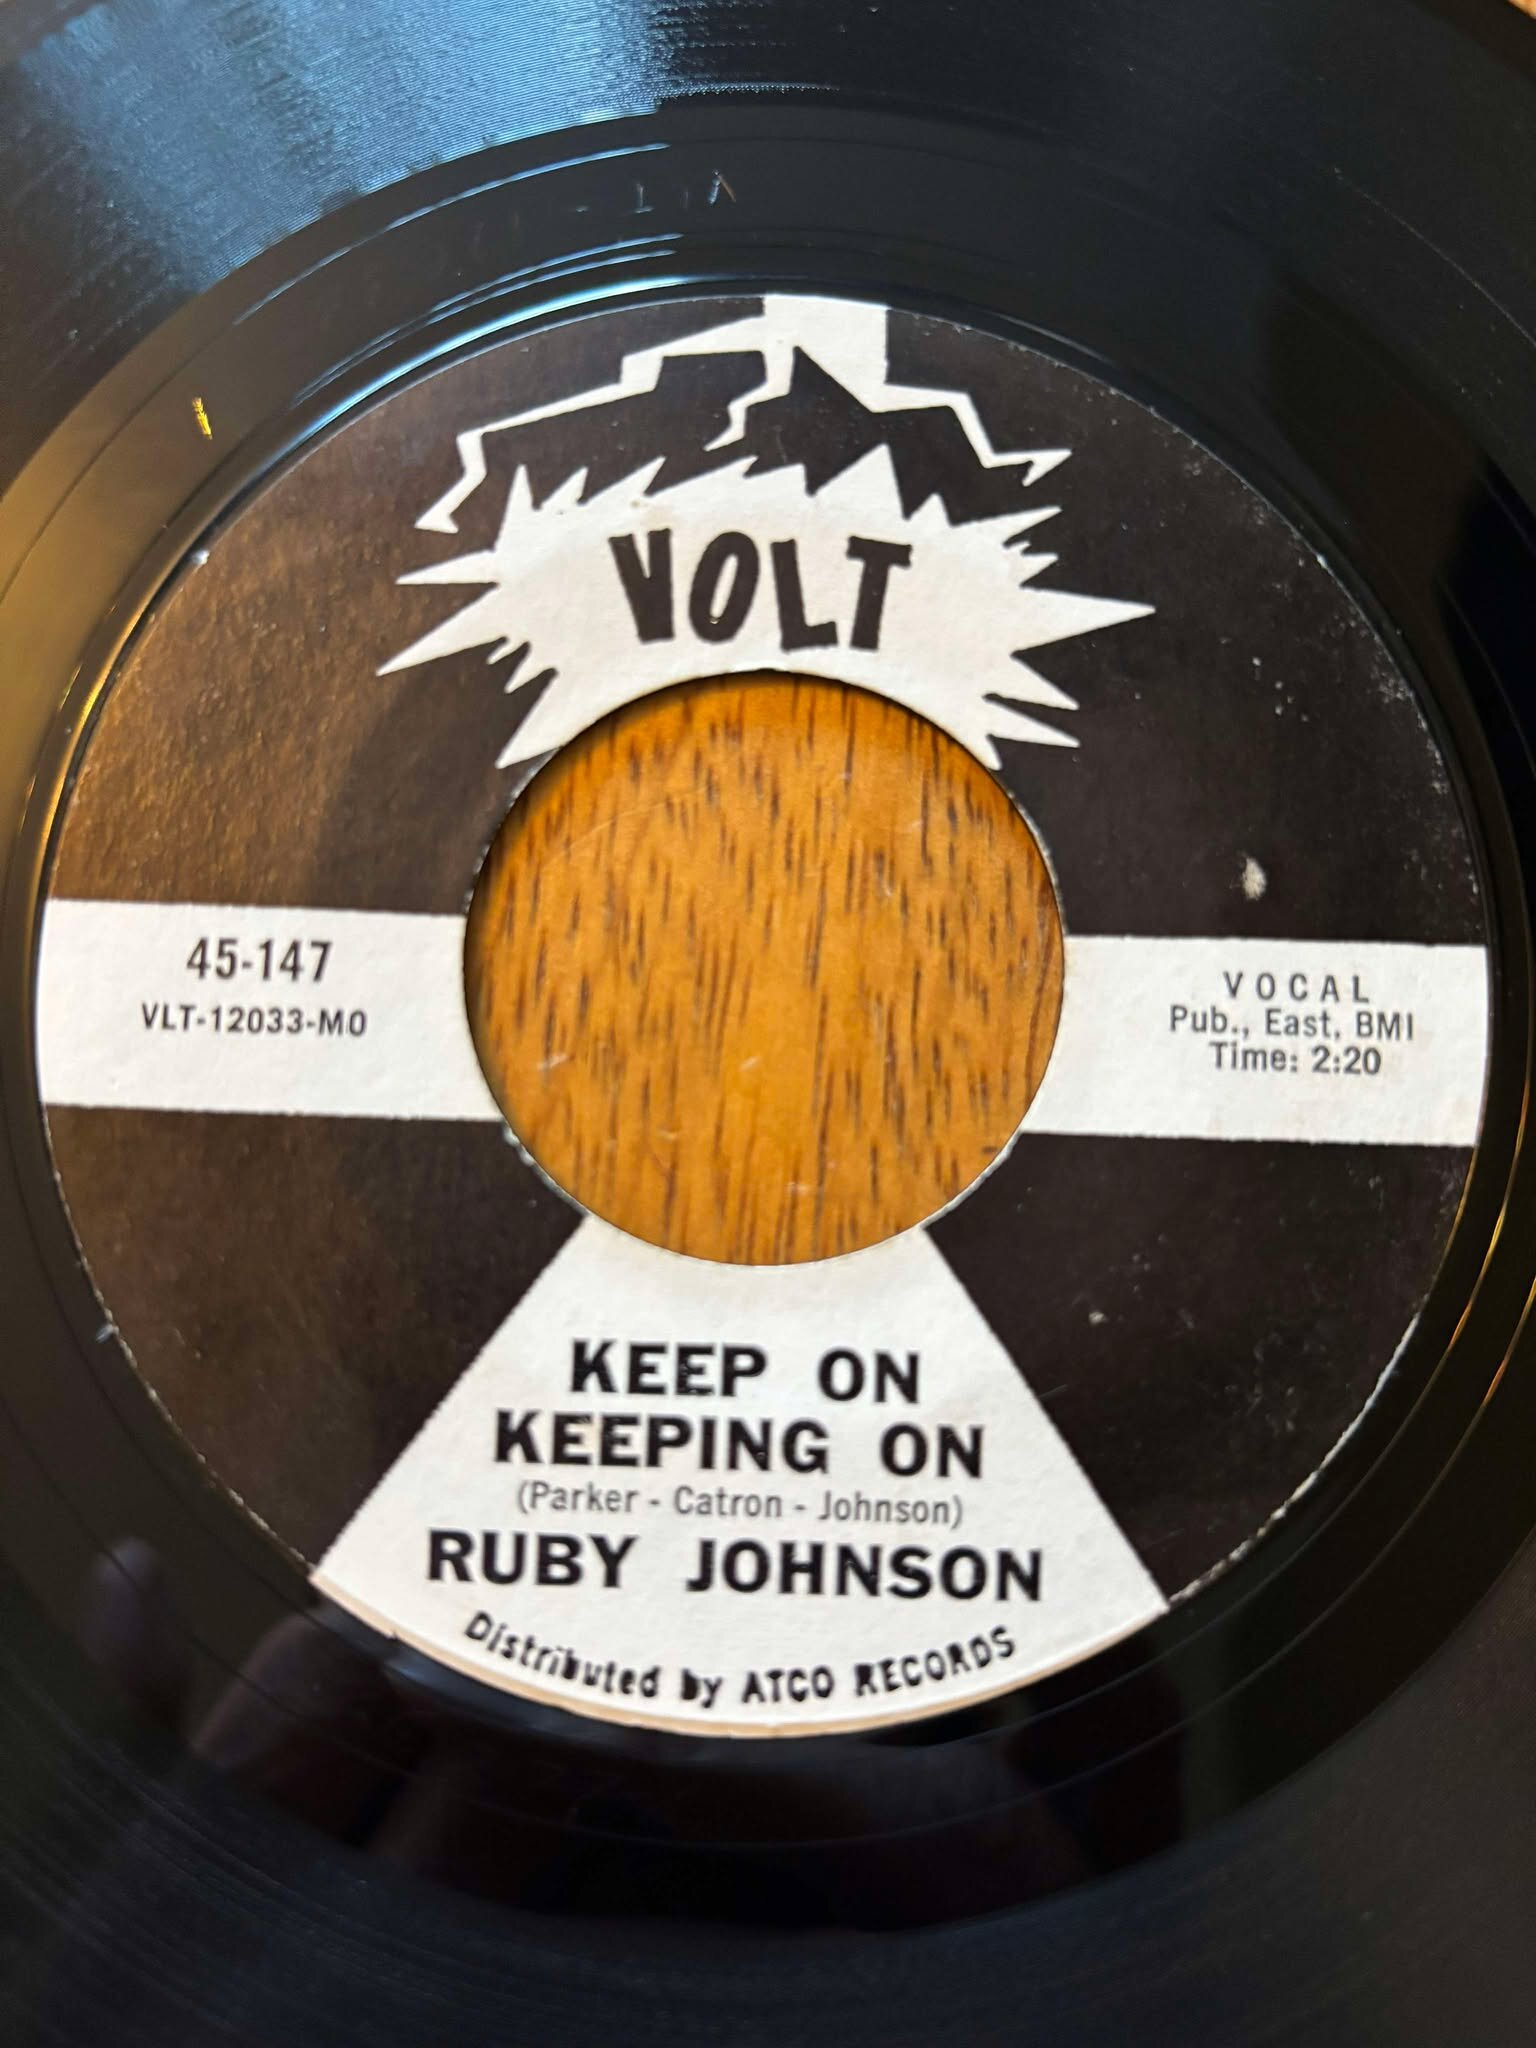 VOLT
45-147
VLT-12033-MO
VOCAL
Pub., East, BMI
Time: 2:20
KEEP ON
KEEPING ON
(Parker - Catron - Johnson)
RUBY JOHNSON
Distributed by ATCO RECORDS